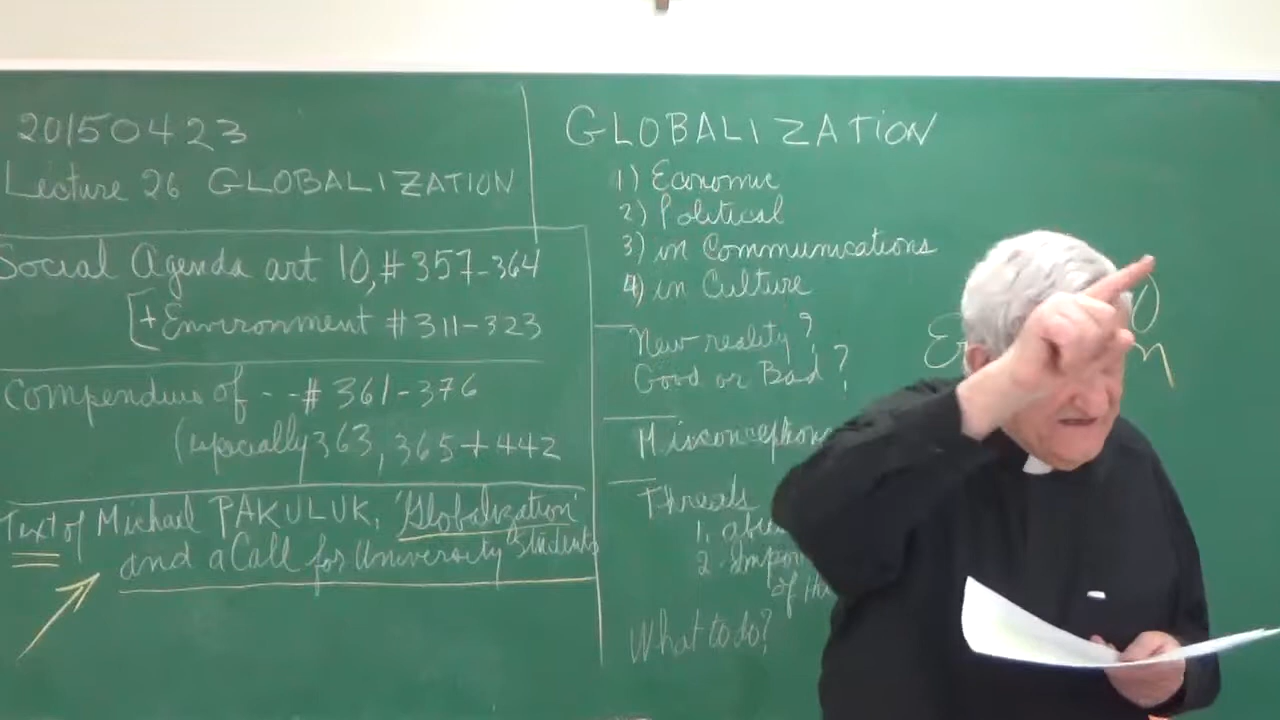 20150423
Lecture 26 GLOBALIZATION
Social Agenda art 10, # 357-364
[+ Environment # 311-323
Compendium of - - # 361-376
(especially 363, 365 + 442
Text of Michael PAKULUK, 'Globalization'
and a Call for University Students
GLOBALIZATION
1) Economic
2) Political
3) in Communications
4) in Culture
New reality?
Good or Bad?
Misconceptions
Threats
1.
2.
of
What to do?